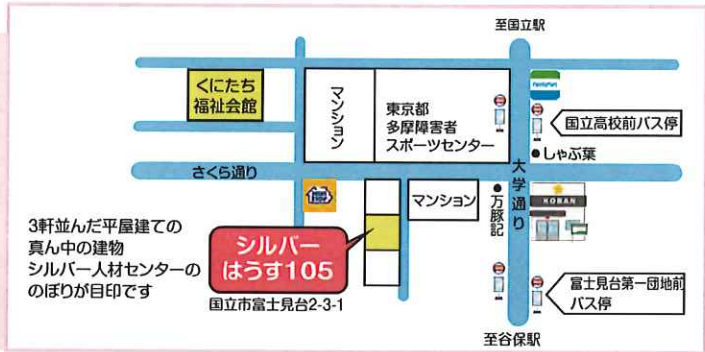 至国立駅
くにたち
福祉会館
マンション
東京都
多摩障害者
スポーツセンター
FamilyMart
国立高校前バス停
しゃぶ葉
さくら通り
大学通り
マンション
万豚記
KOBAN
3軒並んだ平屋建ての
真ん中の建物
シルバー人材センターの
のぼりが目印です
シルバー
はうす105
国立市富士見台2-3-1
富士見台第一団地前
バス停
至谷保駅